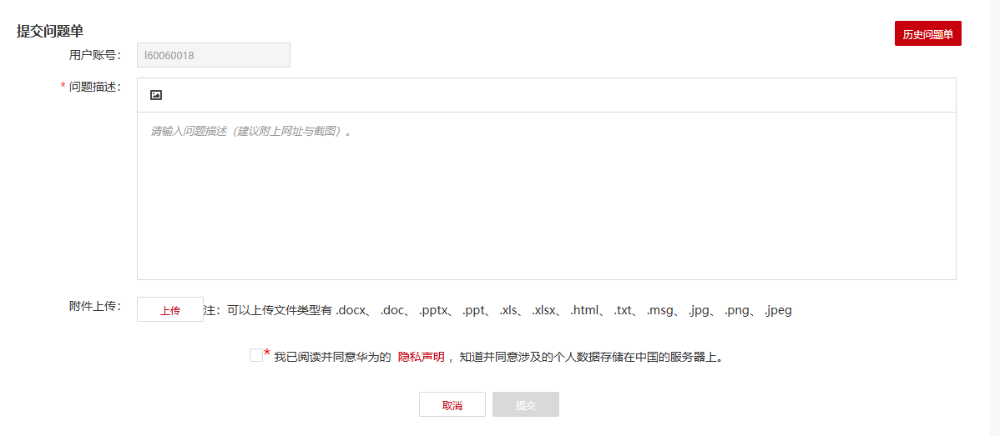 提交问题单
历史问题单
用户账号：
l60060018
* 问题描述：
请输入问题描述（建议附上网址与截图）。
附件上传：
上传
注：可以上传文件类型有 .docx、 .doc、 .pptx、 .ppt、 .xls、 .xlsx、 .html、 .txt、 .msg、 .jpg、 .png、 .jpeg
* 我已阅读并同意华为的 隐私声明 ，知道并同意涉及的个人数据存储在中国的服务器上。
取消
提交